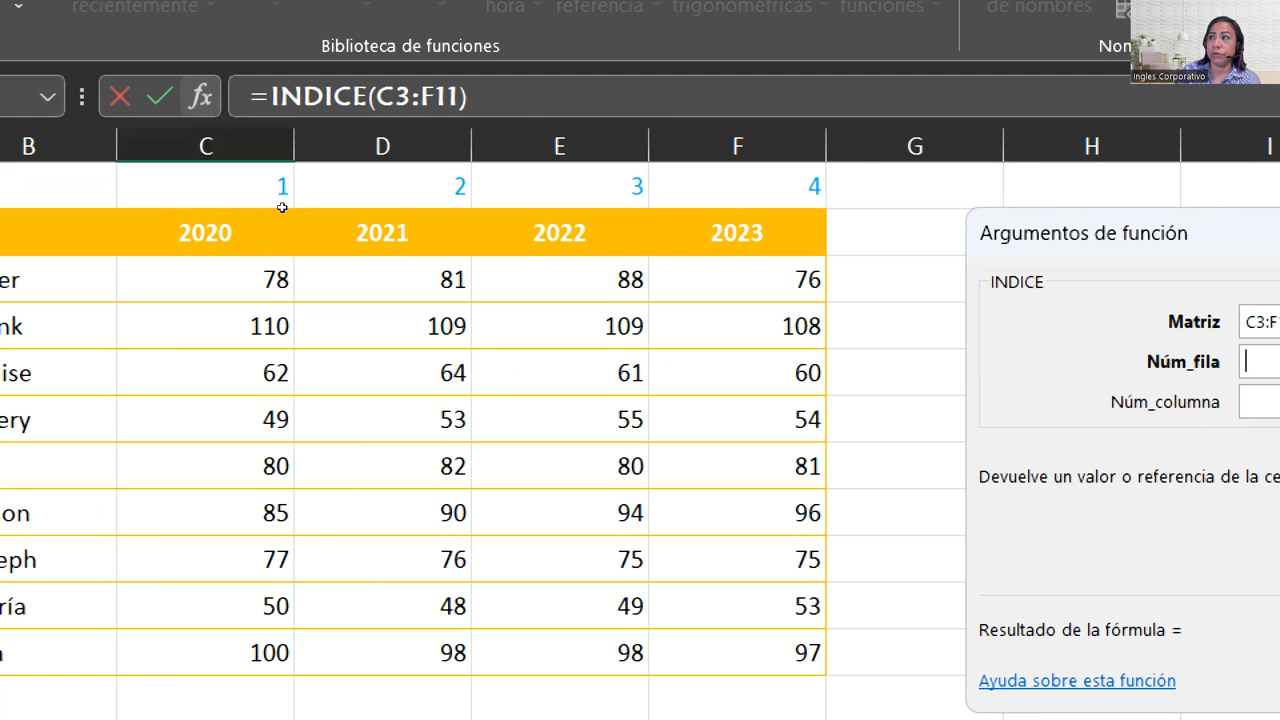 recientemente hora referencia trigonométricas funciones de nombres
Biblioteca de funciones
Ingles Corporativo
fx =INDICE(C3:F11)
B C D E F G H I
1 2 3 4
2020 2021 2022 2023
er 78 81 88 76
nk 110 109 109 108
ise 62 64 61 60
ery 49 53 55 54
80 82 80 81
on 85 90 94 96
eph 77 76 75 75
ría 50 48 49 53
100 98 98 97
Argumentos de función
INDICE
Matriz C3:F1
Núm_fila
Núm_columna
Devuelve un valor o referencia de la ce
Resultado de la fórmula =
Ayuda sobre esta función